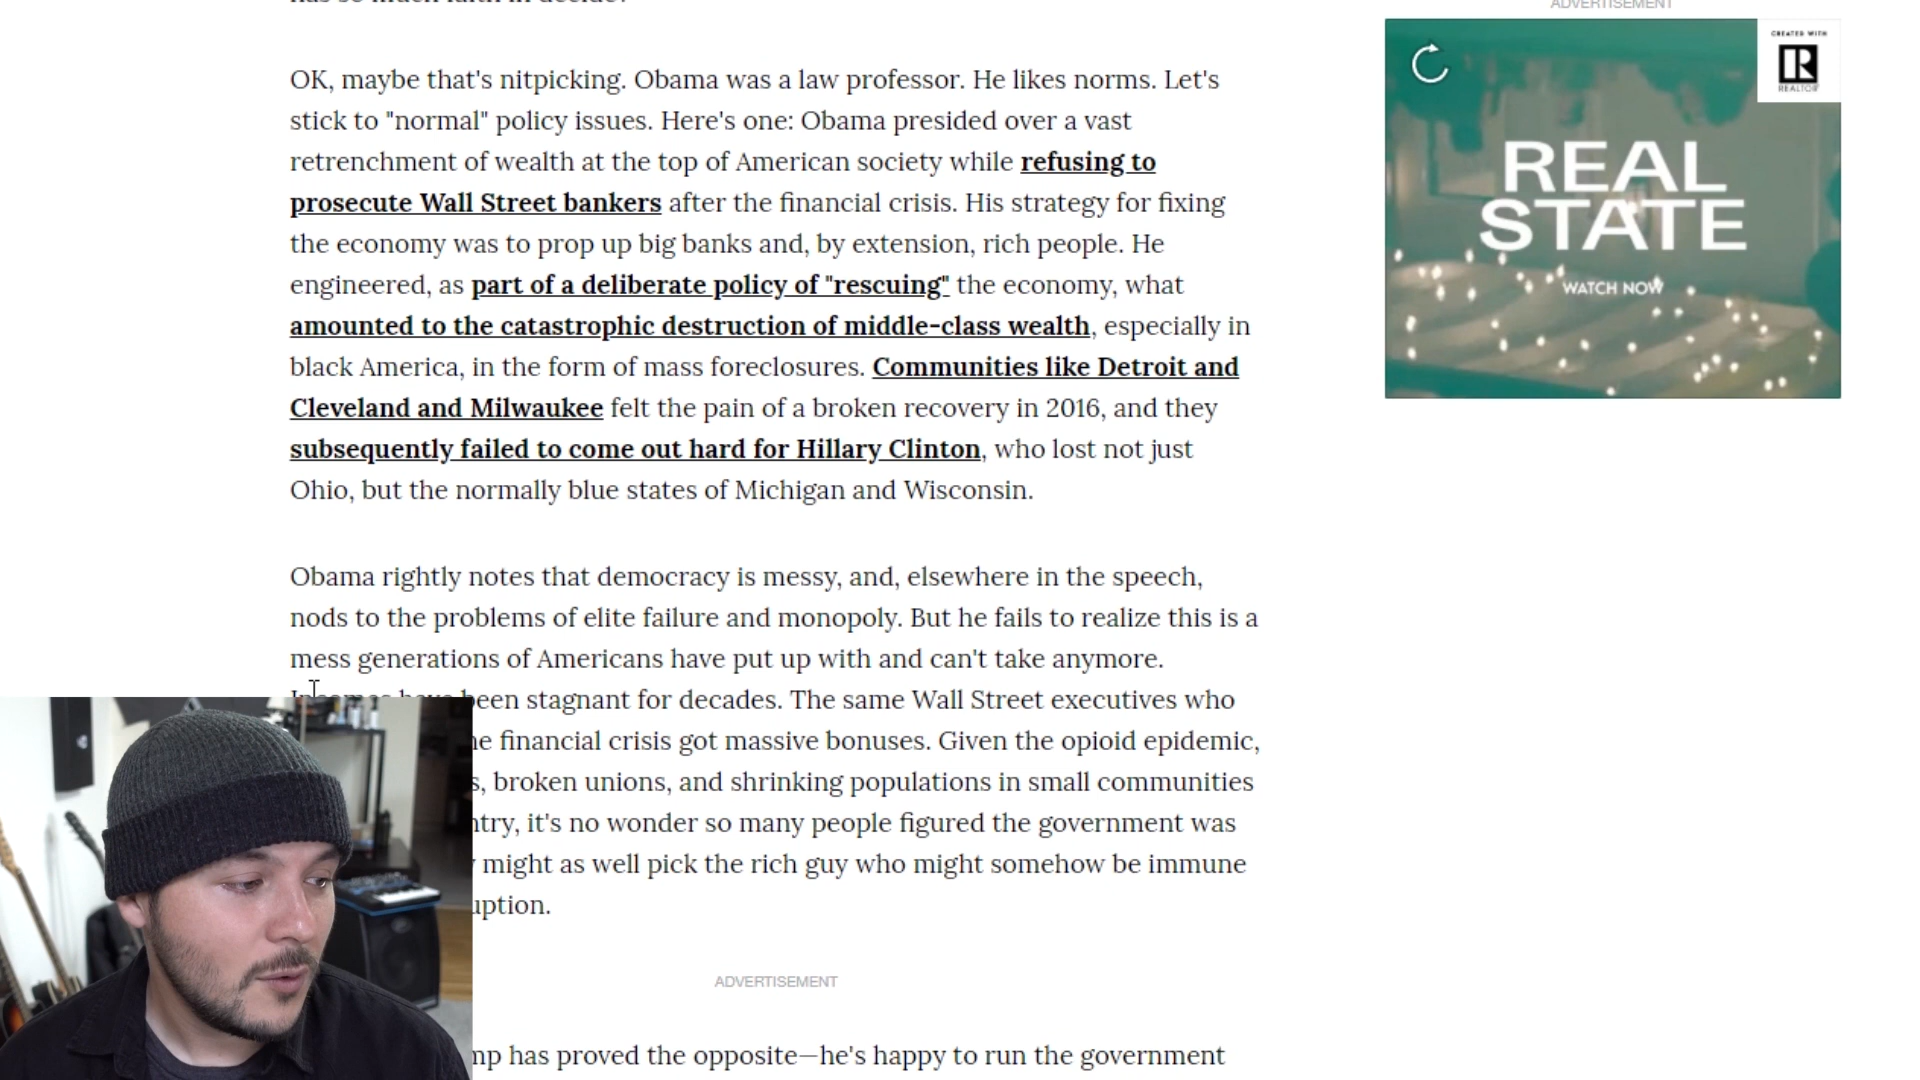 ADVERTISEMENT
OK, maybe that's nitpicking. Obama was a law professor. He likes norms. Let's
stick to "normal" policy issues. Here's one: Obama presided over a vast
retrenchment of wealth at the top of American society while refusing to
prosecute Wall Street bankers after the financial crisis. His strategy for fixing
the economy was to prop up big banks and, by extension, rich people. He
engineered, as part of a deliberate policy of "rescuing" the economy, what
amounted to the catastrophic destruction of middle-class wealth, especially in
black America, in the form of mass foreclosures. Communities like Detroit and
Cleveland and Milwaukee felt the pain of a broken recovery in 2016, and they
subsequently failed to come out hard for Hillary Clinton, who lost not just
Ohio, but the normally blue states of Michigan and Wisconsin.
Obama rightly notes that democracy is messy, and, elsewhere in the speech,
nods to the problems of elite failure and monopoly. But he fails to realize this is a
mess generations of Americans have put up with and can't take anymore.
been stagnant for decades. The same Wall Street executives who
financial crisis got massive bonuses. Given the opioid epidemic,
broken unions, and shrinking populations in small communities
it's no wonder so many people figured the government was
might as well pick the rich guy who might somehow be immune
ADVERTISEMENT
has proved the opposite—he's happy to run the government
CREATED WITH
R
REALTOR
REAL
STATE
WATCH NOW